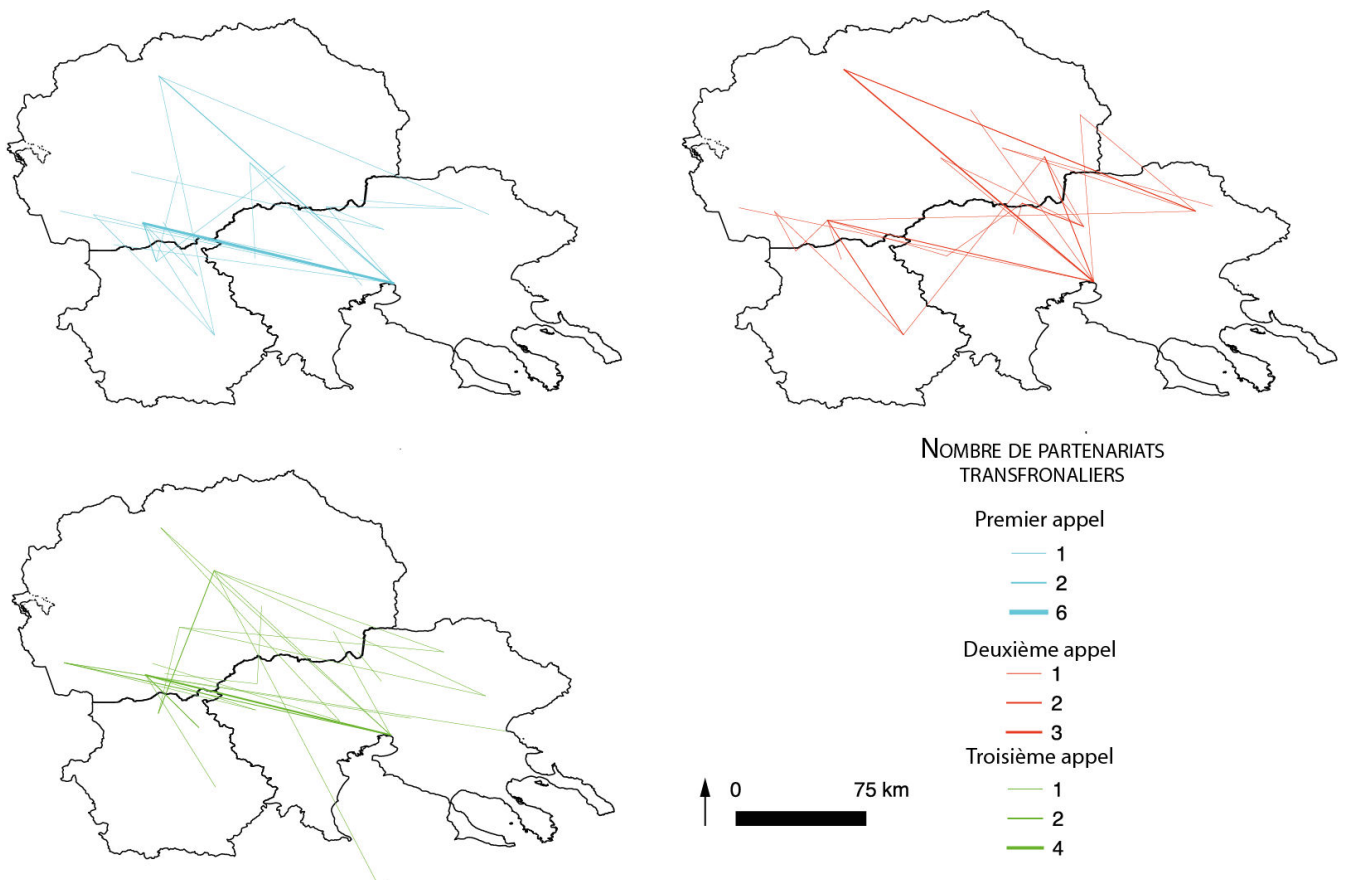 NOMBRE DE PARTENARIATS
TRANSFRONALIERS
Premier appel
1
2
6
Deuxième appel
1
2
3
Troisième appel
1
2
4
0 75 km